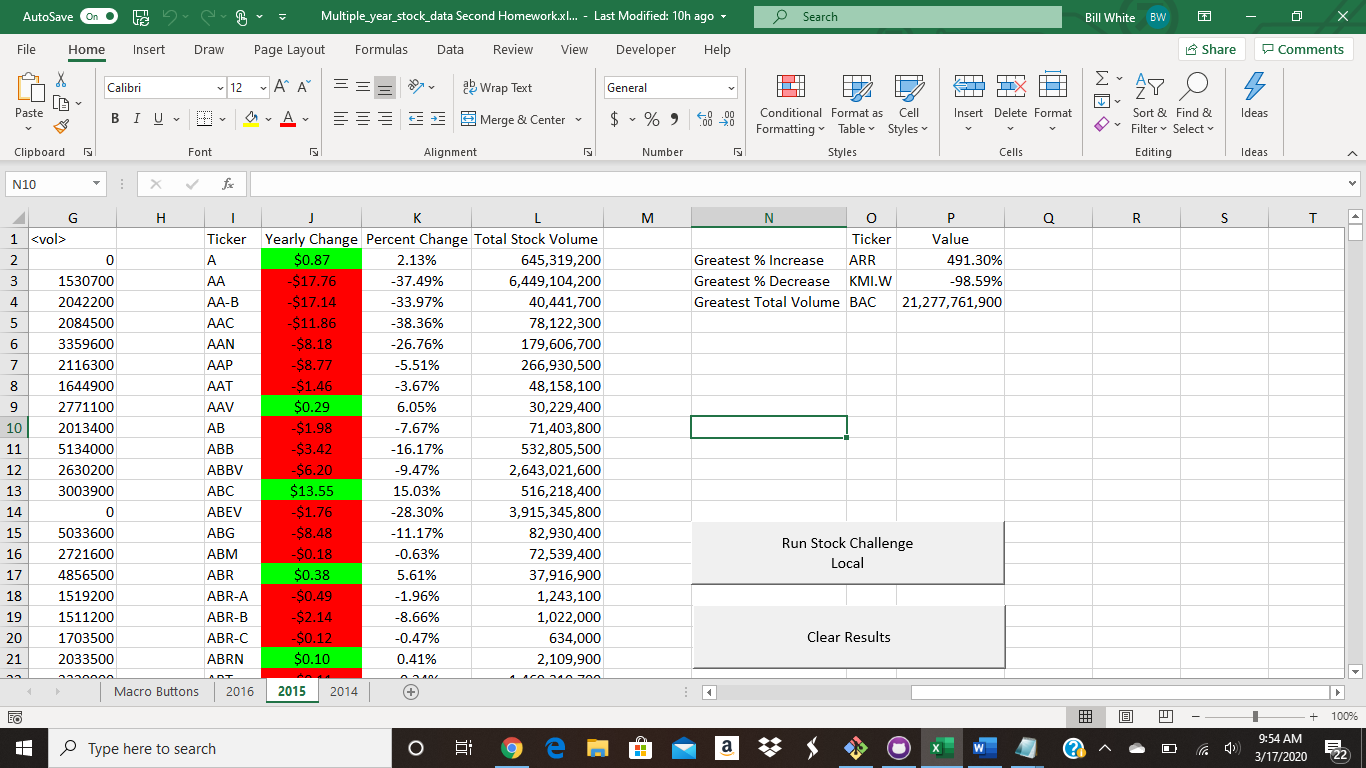 AutoSave On Multiple_year_stock_data Second Homework.xl... - Last Modified: 10h ago Search Bill White BW
File Home Insert Draw Page Layout Formulas Data Review View Developer Help Share Comments
Calibri 12 A A Wrap Text General
Paste B I U A Merge & Center $ % Conditional Formatting Format as Table Cell Styles Insert Delete Format Sort & Filter Find & Select Ideas
Clipboard Font Alignment Number Styles Cells Editing Ideas
N10 fx
G H I J K L M N O P Q R S T
1 <vol> Ticker Yearly Change Percent Change Total Stock Volume Ticker Value
2 0 A $0.87 2.13% 645,319,200 Greatest % Increase ARR 491.30%
3 1530700 AA -$17.76 -37.49% 6,449,104,200 Greatest % Decrease KMI.W -98.59%
4 2042200 AA-B -$17.14 -33.97% 40,441,700 Greatest Total Volume BAC 21,277,761,900
5 2084500 AAC -$11.86 -38.36% 78,122,300
6 3359600 AAN -$8.18 -26.76% 179,606,700
7 2116300 AAP -$8.77 -5.51% 266,930,500
8 1644900 AAT -$1.46 -3.67% 48,158,100
9 2771100 AAV $0.29 6.05% 30,229,400
10 2013400 AB -$1.98 -7.67% 71,403,800
11 5134000 ABB -$3.42 -16.17% 532,805,500
12 2630200 ABBV -$6.20 -9.47% 2,643,021,600
13 3003900 ABC $13.55 15.03% 516,218,400
14 0 ABEV -$1.76 -28.30% 3,915,345,800
15 5033600 ABG -$8.48 -11.17% 82,930,400
16 2721600 ABM -$0.18 -0.63% 72,539,400
17 4856500 ABR $0.38 5.61% 37,916,900
18 1519200 ABR-A -$0.49 -1.96% 1,243,100
19 1511200 ABR-B -$2.14 -8.66% 1,022,000
20 1703500 ABR-C -$0.12 -0.47% 634,000
21 2033500 ABRN $0.10 0.41% 2,109,900
Run Stock Challenge
Local
Clear Results
Macro Buttons 2016 2015 2014
100%
Type here to search
9:54 AM
3/17/2020
22